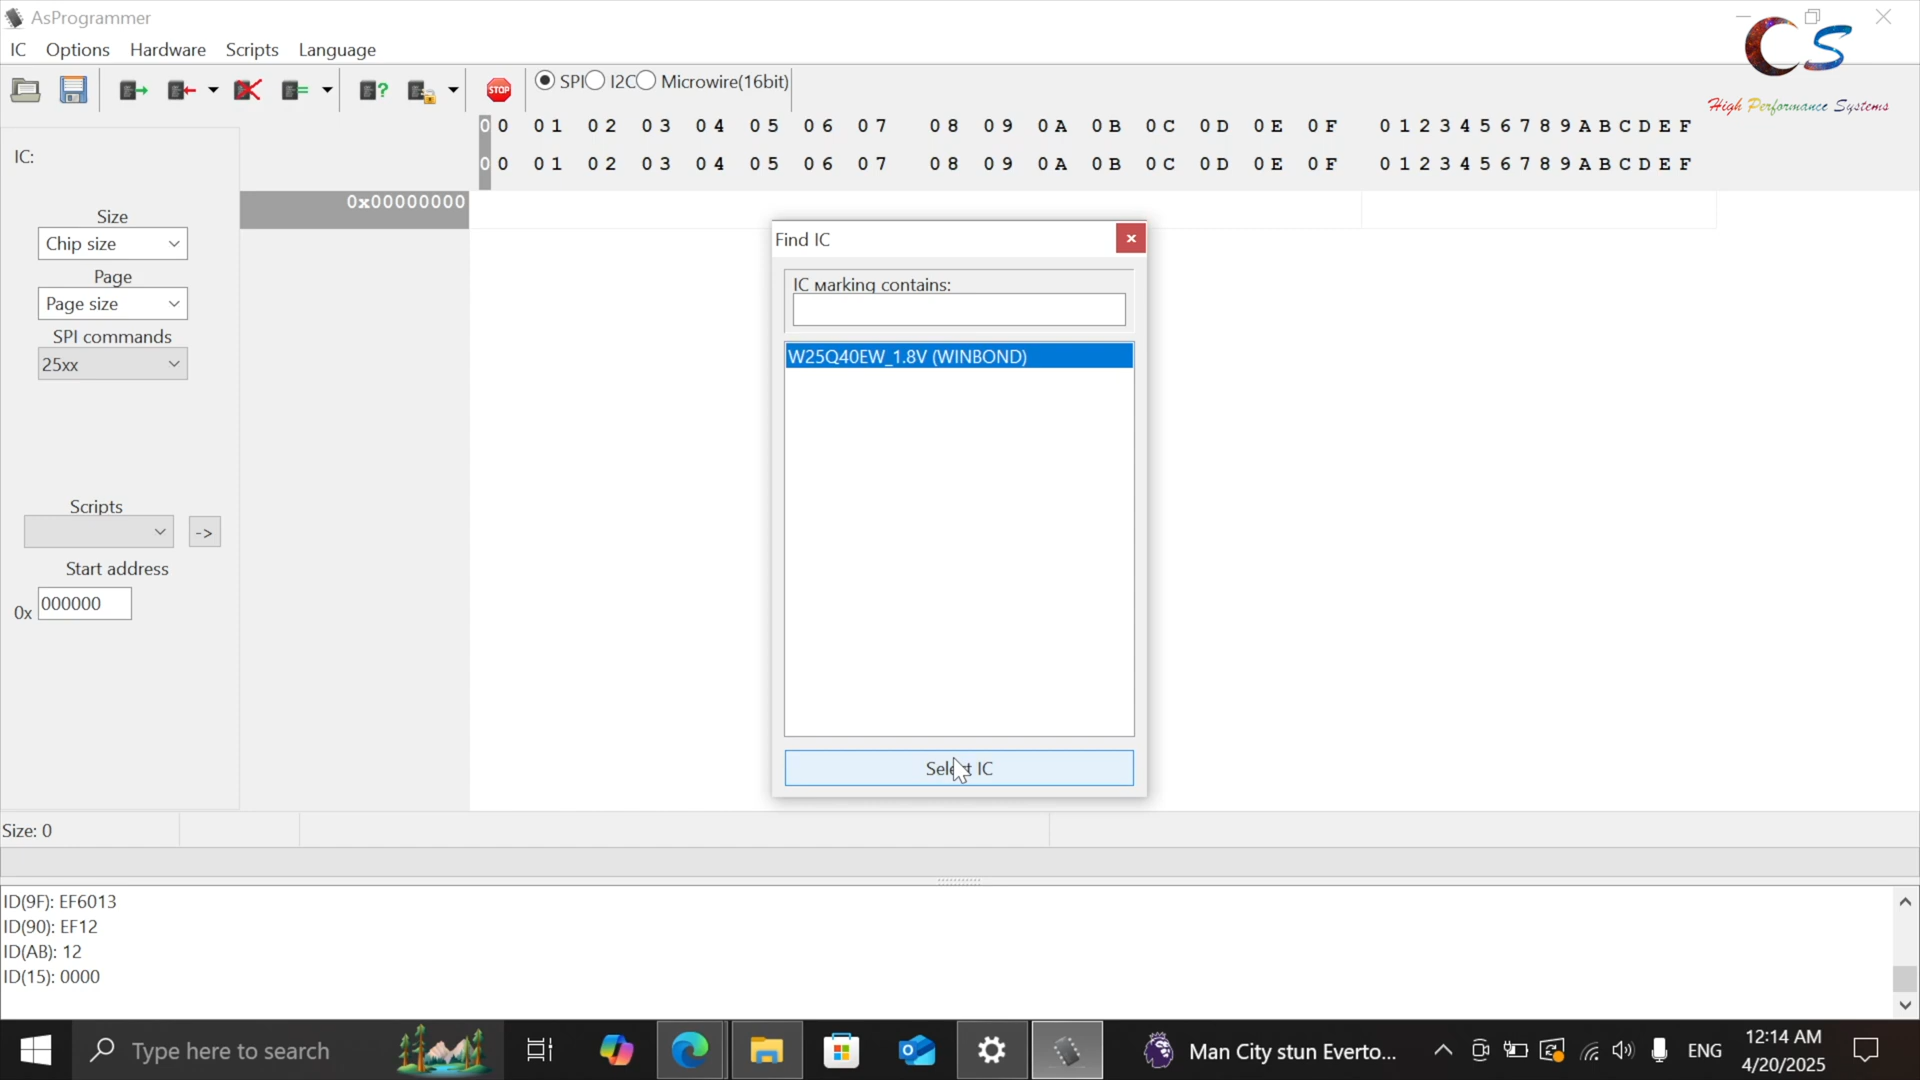 AsProgrammer
IC Options Hardware Scripts Language
CS
High Performance Systems
STOP
SPI I2C Microwire(16bit)
00 01 02 03 04 05 06 07 08 09 0A 0B 0C 0D 0E 0F 0123456789ABCDEF
00 01 02 03 04 05 06 07 08 09 0A 0B 0C 0D 0E 0F 0123456789ABCDEF
0x00000000
IC:
Size
Chip size
Page
Page size
SPI commands
25xx
Scripts
->
Start address
0x 000000
Find IC
IC marking contains:
W25Q40EW_1.8V (WINBOND)
Select IC
Size: 0
ID(9F): EF6013
ID(90): EF12
ID(AB): 12
ID(15): 0000
Type here to search
Man City stun Everto...
ENG
12:14 AM
4/20/2025